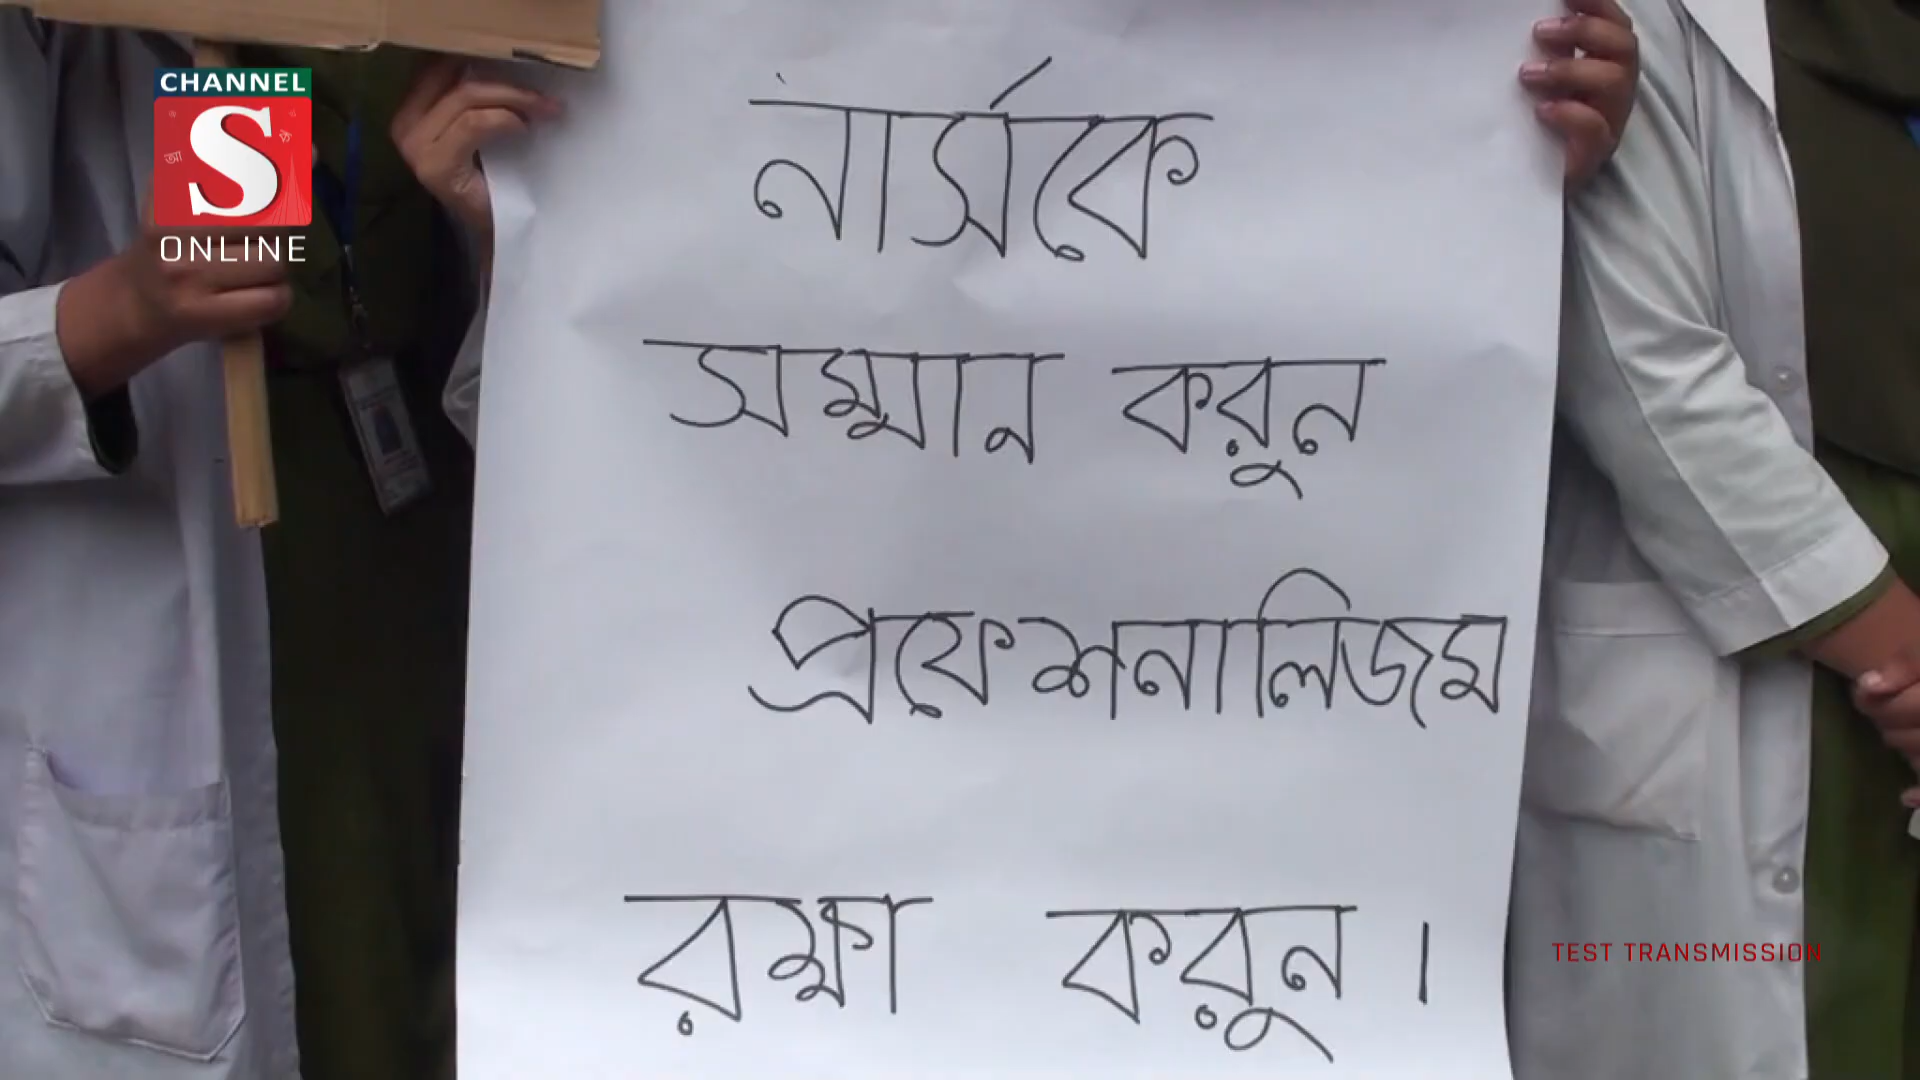 CHANNEL
S
ONLINE
নার্সকে
সম্মান করুন
প্রফেশনালিজম
রক্ষা করুন।
TEST TRANSMISSION